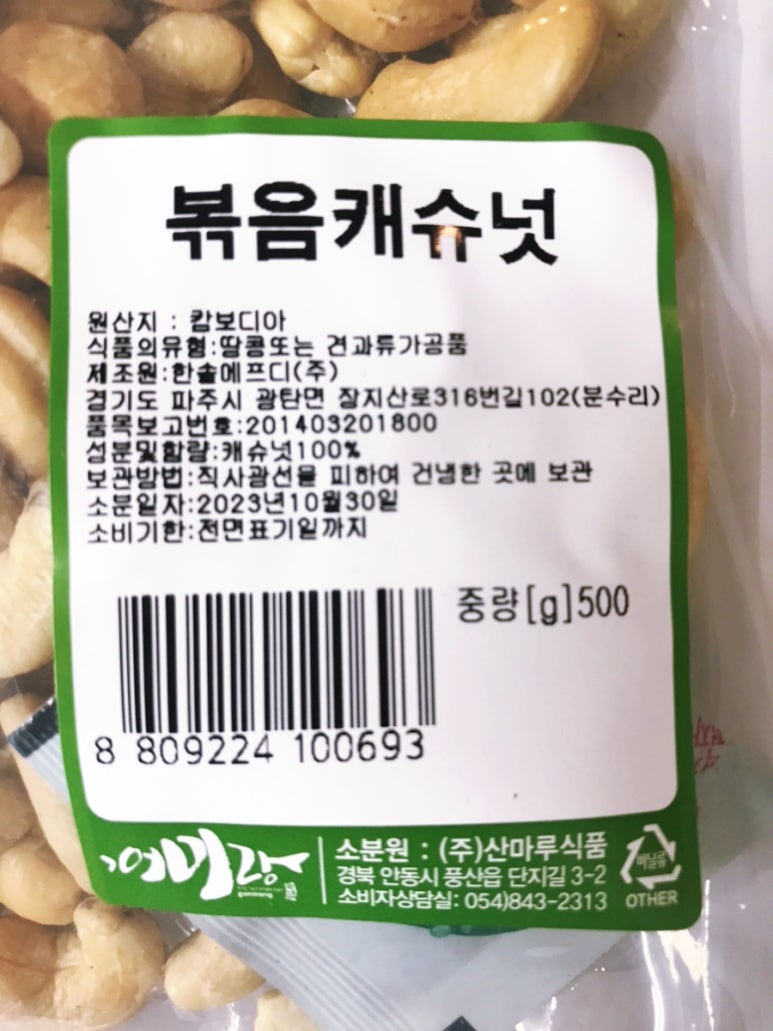 볶음캐슈넛
원산지 : 캄보디아
식품의유형:땅콩또는 견과류가공품
제조원:한솔에프디(주)
경기도 파주시 광탄면 장지산로316번길102(분수리)
품목보고번호:201403201800
성분및함량:캐슈넛100%
보관방법:직사광선을 피하여 건냉한 곳에 보관
소분일자:2023년10월30일
소비기한:전면표기일까지
중량[g]500
8 809224 100693
소분원 : (주)산마루식품
경북 안동시 풍산읍 단지길 3-2
소비자상담실: 054)843-2313
비닐류
OTHER